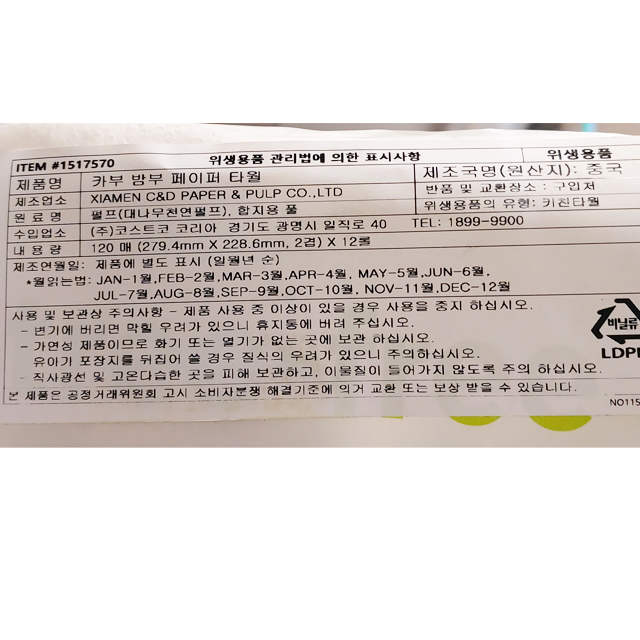 ITEM #1517570 위생용품 관리법에 의한 표시사항 위생용품
제품명 카부 밤부 페이퍼 타월 제조국명(원산지): 중국
제조업소 XIAMEN C&D PAPER & PULP CO.,LTD 반품 및 교환장소 : 구입처
원료명 펄프(대나무천연펄프), 합지용 풀 위생용품의 유형: 키친타월
수입업소 (주)코스트코 코리아 경기도 광명시 일직로 40 TEL: 1899-9900
내용량 120 매 (279.4mm X 228.6mm, 2겹) X 12롤
제조연월일: 제품에 별도 표시 (일월년 순)
*월읽는법: JAN-1월,FEB-2월,MAR-3월,APR-4월, MAY-5월,JUN-6월,
JUL-7월,AUG-8월,SEP-9월,OCT-10월, NOV-11월,DEC-12월
사용 및 보관상 주의사항 - 제품 사용 중 이상이 있을 경우 사용을 중지 하십시오.
- 변기에 버리면 막힐 우려가 있으니 휴지통에 버려 주십시오.
- 가연성 제품이므로 화기 또는 열기가 없는 곳에 보관 하십시오.
유아가 포장지를 뒤집어 쓸 경우 질식의 우려가 있으니 주의하십시오.
- 직사광선 및 고온다습한 곳을 피해 보관하고, 이물질이 들어가지 않도록 주의 하십시오.
본 제품은 공정거래위원회 고시 소비자분쟁 해결기준에 의거 교환 또는 보상 받을 수 있습니다.
비닐류
LDPE
NO115